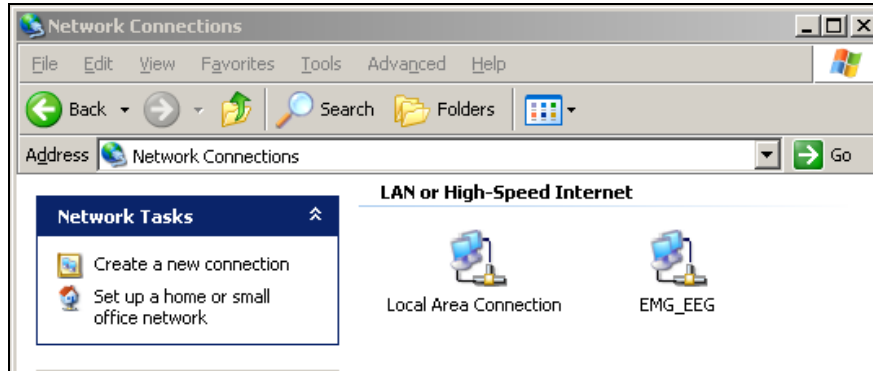 Network Connections
File Edit View Favorites Tools Advanced Help
Back Search Folders
Address Network Connections Go
LAN or High-Speed Internet
Network Tasks
Create a new connection
Set up a home or small
office network
Local Area Connection
EMG_EEG